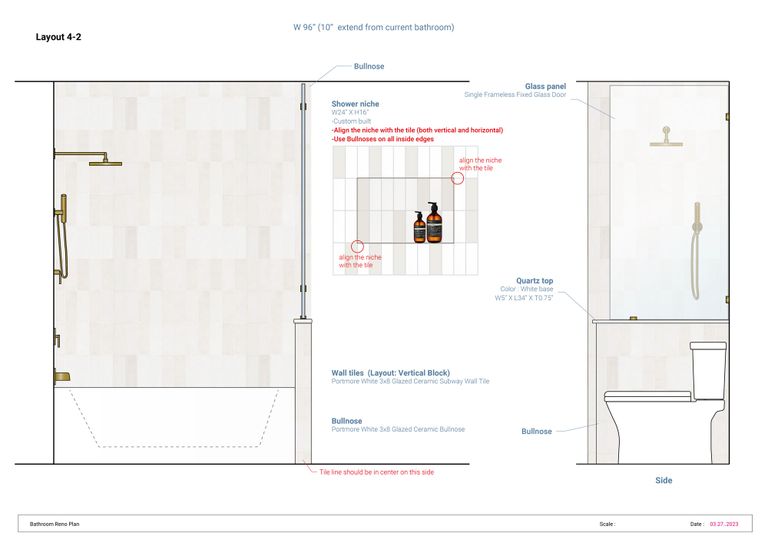 W 96” (10”  extend from current bathroom)
Layout 4-2
Bullnose
Glass panel
Single Frameless Fixed Glass Door
Shower niche
W24” X H16”
-Custom built
-Align the niche with the tile (both vertical and horizontal)
-Use Bullnoses on all inside edges
align the niche
with the tile
align the niche
with the tile
Quartz top
Color : White base
W5” X L34” X T0.75”
Wall tiles  (Layout: Vertical Block)
Portmore White 3x8 Glazed Ceramic Subway Wall Tile
Bullnose
Portmore White 3x8 Glazed Ceramic Bullnose
Bullnose
Tile line should be in center on this side
Side
Bathroom Reno Plan
Scale :
Date : 03.27.,2023